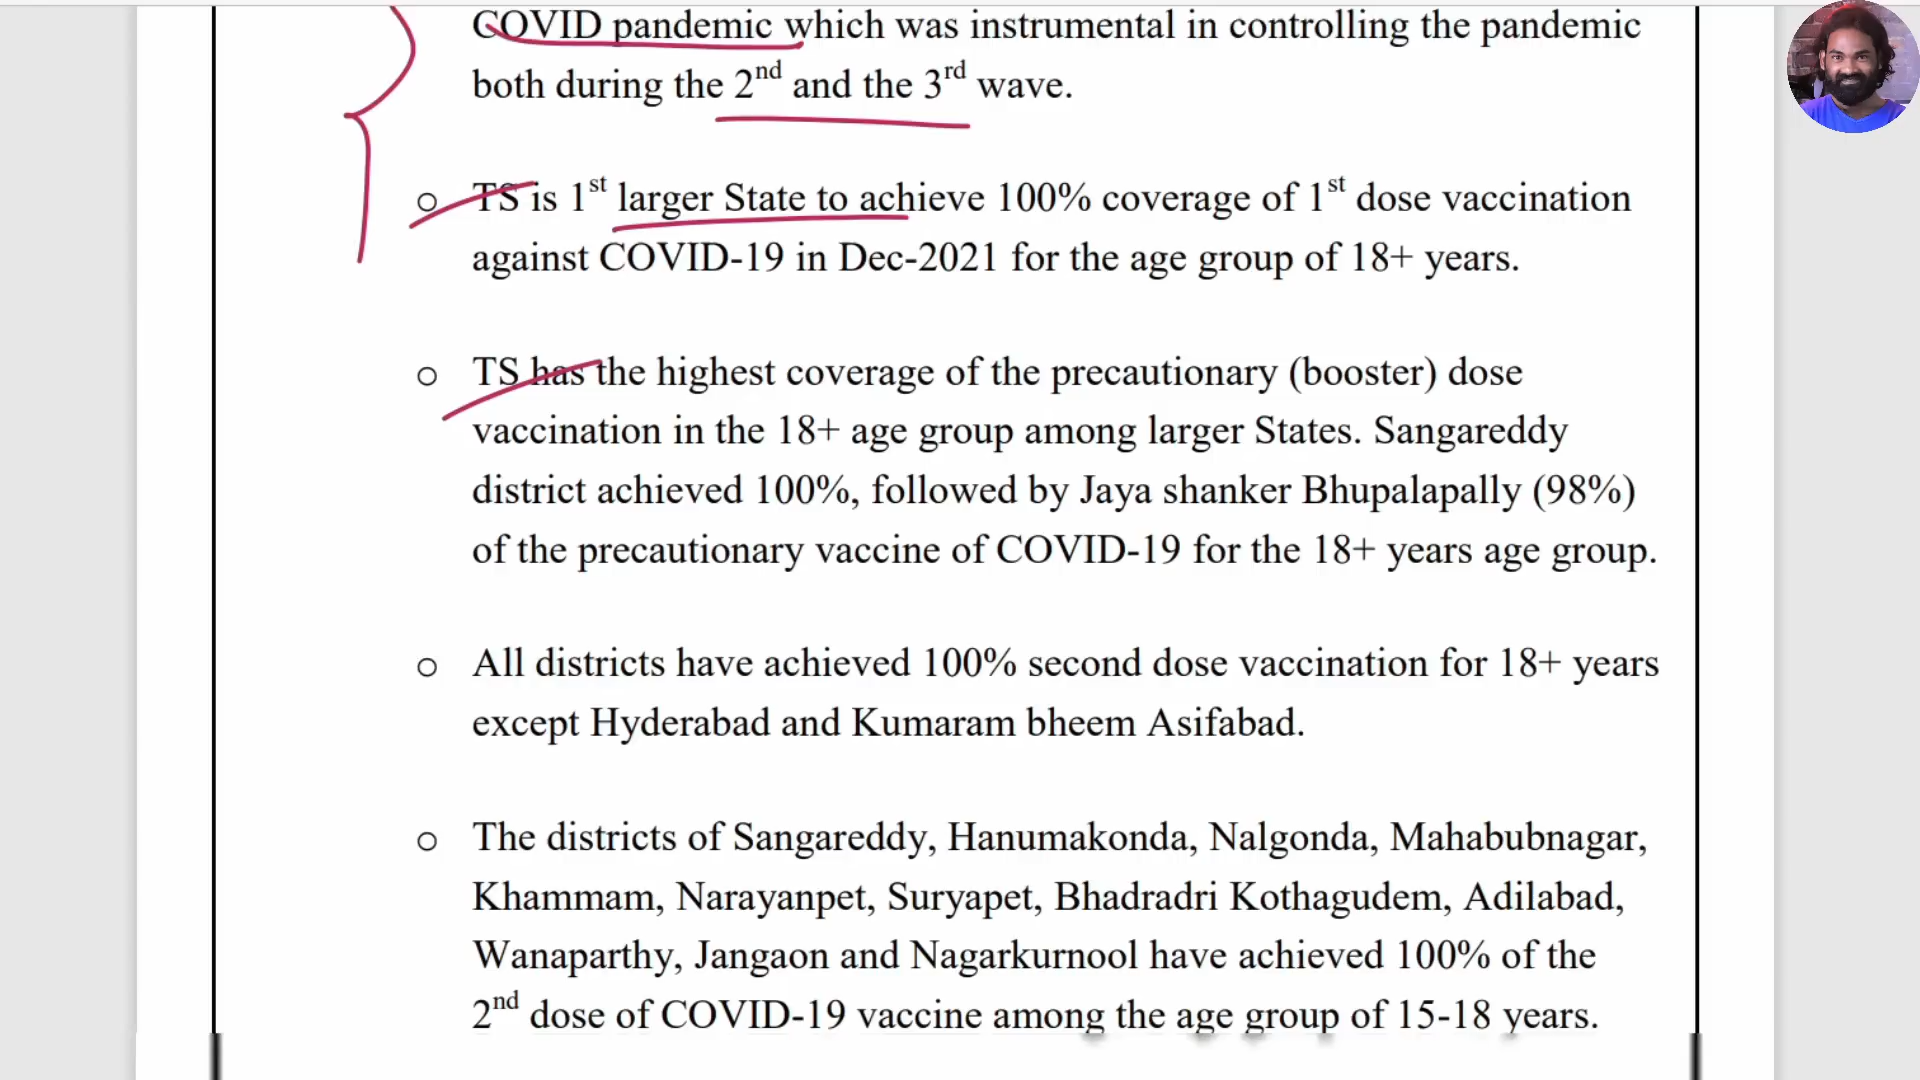 COVID pandemic which was instrumental in controlling the pandemic
both during the 2nd and the 3rd wave.
TS is 1st larger State to achieve 100% coverage of 1st dose vaccination
against COVID-19 in Dec-2021 for the age group of 18+ years.
TS has the highest coverage of the precautionary (booster) dose
vaccination in the 18+ age group among larger States. Sangareddy
district achieved 100%, followed by Jaya shanker Bhupalapally (98%)
of the precautionary vaccine of COVID-19 for the 18+ years age group.
All districts have achieved 100% second dose vaccination for 18+ years
except Hyderabad and Kumaram bheem Asifabad.
The districts of Sangareddy, Hanumakonda, Nalgonda, Mahabubnagar,
Khammam, Narayanpet, Suryapet, Bhadradri Kothagudem, Adilabad,
Wanaparthy, Jangaon and Nagarkurnool have achieved 100% of the
2nd dose of COVID-19 vaccine among the age group of 15-18 years.